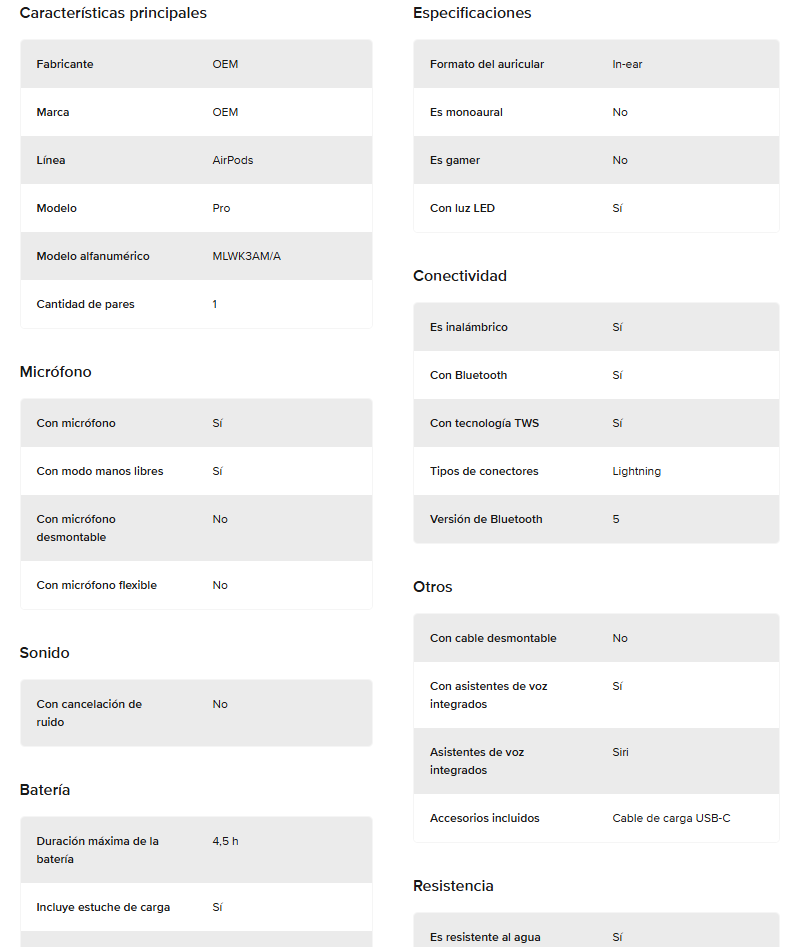 Características principales
Fabricante OEM
Marca OEM
Línea AirPods
Modelo Pro
Modelo alfanumérico MLWK3AM/A
Cantidad de pares 1
Micrófono
Con micrófono Sí
Con modo manos libres Sí
Con micrófono No
desmontable
Con micrófono flexible No
Sonido
Con cancelación de No
ruido
Batería
Duración máxima de la 4,5 h
batería
Incluye estuche de carga Sí
Especificaciones
Formato del auricular In-ear
Es monoaural No
Es gamer No
Con luz LED Sí
Conectividad
Es inalámbrico Sí
Con Bluetooth Sí
Con tecnología TWS Sí
Tipos de conectores Lightning
Versión de Bluetooth 5
Otros
Con cable desmontable No
Con asistentes de voz Sí
integrados
Asistentes de voz Siri
integrados
Accesorios incluidos Cable de carga USB-C
Resistencia
Es resistente al agua Sí